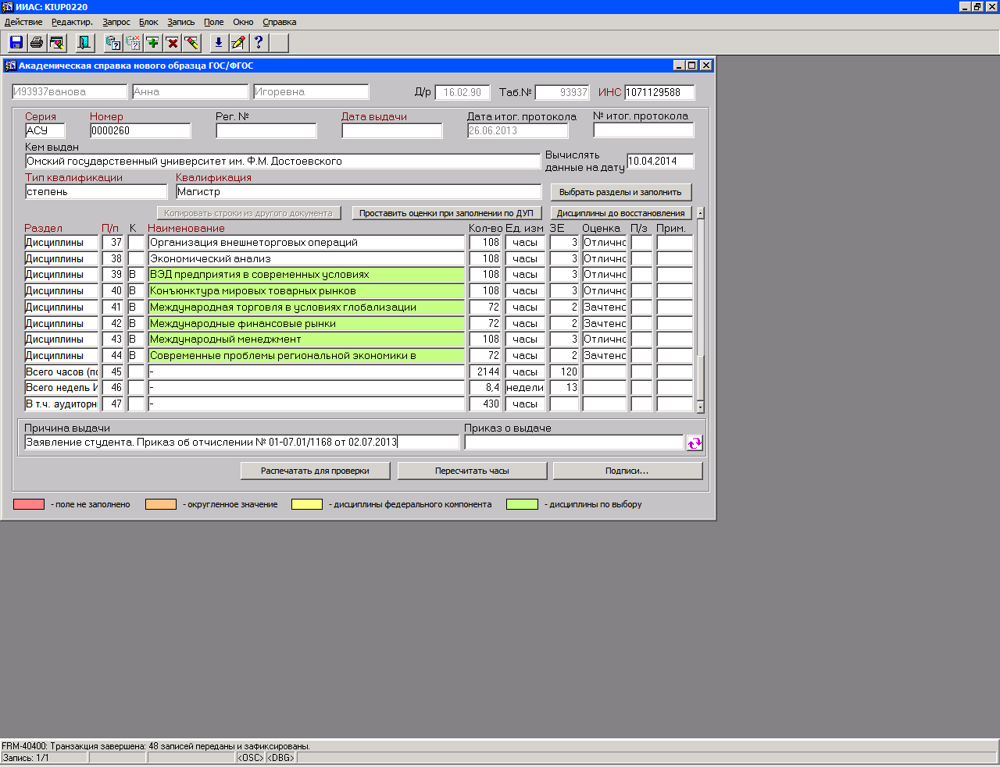 ИИАС: KIUP0220
Действие Редактир. Запрос Блок Запись Поле Окно Справка
Академическая справка нового образца ГОС/ФГОС
И93937ванова Анна Игоревна Д/р 16.02.90 Таб.№ 93937 ИНС 1071129588
Серия Номер Рег. № Дата выдачи Дата итог. протокола № итог. протокола
АСУ 0000260 26.06.2013
Кем выдан
Омский государственный университет им. Ф.М. Достоевского
Вычислять данные на дату 10.04.2014
Тип квалификации Квалификация
степень Магистр Выбрать разделы и заполнить
Копировать строки из другого документа Проставить оценки при заполнении по ДУП Дисциплины до восстановления
Раздел П/п К Наименование Кол-во Ед. изм ЗЕ Оценка П/з Прим.
Дисциплины 37 Организация внешнеторговых операций 108 часы 3 Отлично
Дисциплины 38 Экономический анализ 108 часы 3 Отлично
Дисциплины 39 В ВЭД предприятия в современных условиях 108 часы 3 Отлично
Дисциплины 40 В Конъюнктура мировых товарных рынков 108 часы 3 Отлично
Дисциплины 41 В Международная торговля в условиях глобализации 72 часы 2 Зачтено
Дисциплины 42 В Международные финансовые рынки 72 часы 2 Зачтено
Дисциплины 43 В Международный менеджмент 108 часы 3 Отлично
Дисциплины 44 В Современные проблемы региональной экономики в 72 часы 2 Зачтено
Всего часов (по 45 - 2144 часы 120
Всего недель И 46 - 8,4 недели 13
В т.ч. аудиторн 47 - 430 часы
Причина выдачи Приказ о выдаче
Заявление студента. Приказ об отчислении № 01-07.01/1168 от 02.07.2013
Распечатать для проверки Пересчитать часы Подписи...
- поле не заполнено - округленное значение - дисциплины федерального компонента - дисциплины по выбору
FRM-40400: Транзакция завершена: 48 записей переданы и зафиксированы.
Запись: 1/1 <OSC> <DBG>